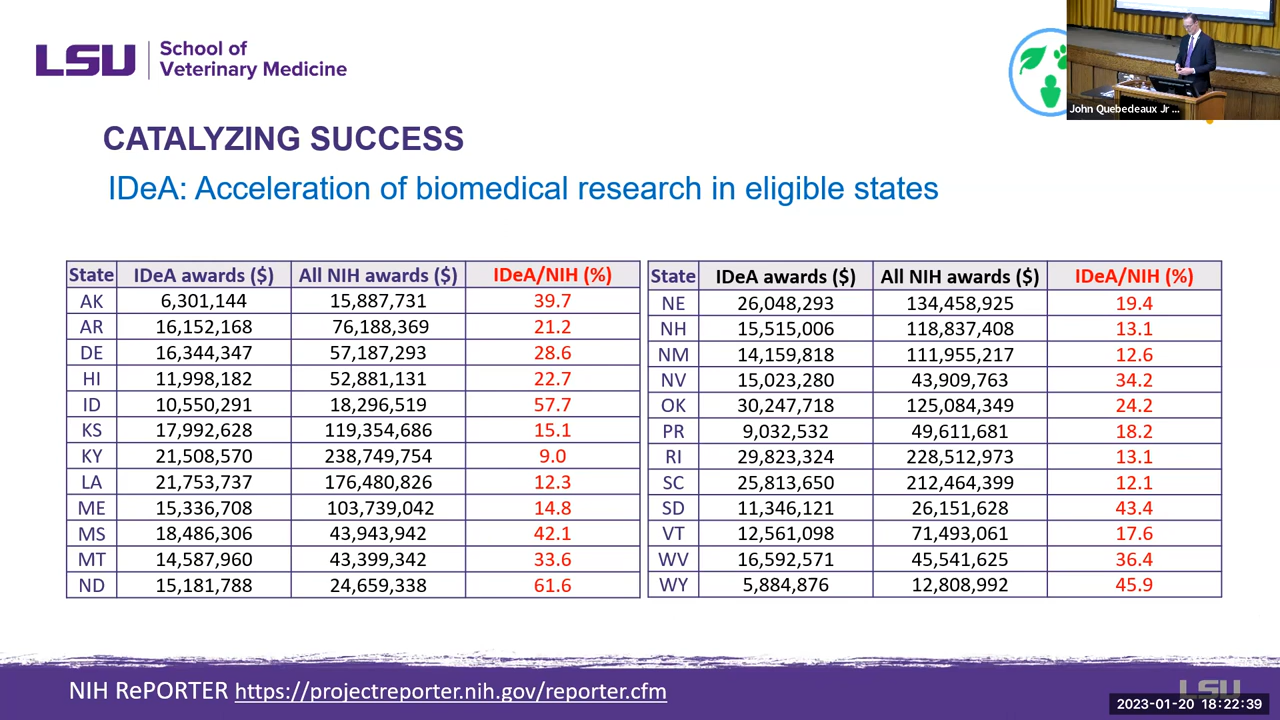 LSU
School of
Veterinary Medicine
John Quebedeaux Jr ...
CATALYZING SUCCESS
IDeA: Acceleration of biomedical research in eligible states
State IDeA awards ($) All NIH awards ($) IDeA/NIH (%)
AK 6,301,144 15,887,731 39.7
AR 16,152,168 76,188,369 21.2
DE 16,344,347 57,187,293 28.6
HI 11,998,182 52,881,131 22.7
ID 10,550,291 18,296,519 57.7
KS 17,992,628 119,354,686 15.1
KY 21,508,570 238,749,754 9.0
LA 21,753,737 176,480,826 12.3
ME 15,336,708 103,739,042 14.8
MS 18,486,306 43,943,942 42.1
MT 14,587,960 43,399,342 33.6
ND 15,181,788 24,659,338 61.6
State IDeA awards ($) All NIH awards ($) IDeA/NIH (%)
NE 26,048,293 134,458,925 19.4
NH 15,515,006 118,837,408 13.1
NM 14,159,818 111,955,217 12.6
NV 15,023,280 43,909,763 34.2
OK 30,247,718 125,084,349 24.2
PR 9,032,532 49,611,681 18.2
RI 29,823,324 228,512,973 13.1
SC 25,813,650 212,464,399 12.1
SD 11,346,121 26,151,628 43.4
VT 12,561,098 71,493,061 17.6
WV 16,592,571 45,541,625 36.4
WY 5,884,876 12,808,992 45.9
NIH RePORTER https://projectreporter.nih.gov/reporter.cfm
LSU
2023-01-20 18:22:39